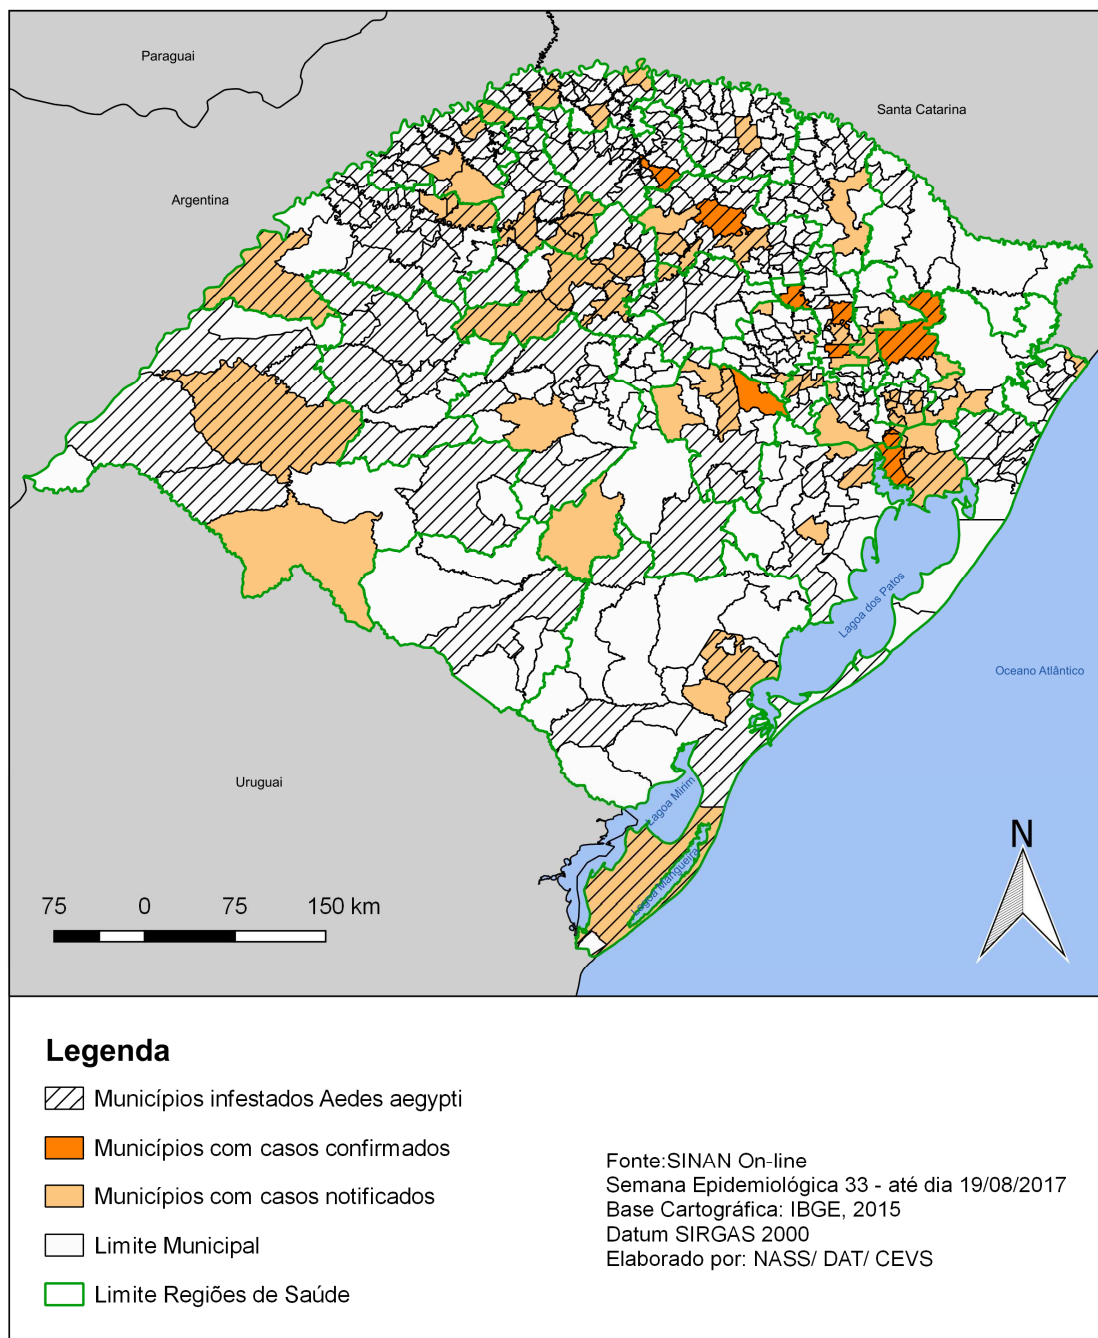 Paraguai
Santa Catarina
Argentina
Lagoa dos Patos
Oceano Atlântico
Uruguai
Lagoa Mirim
Lagoa Mangueira
N
75 0 75 150 km
Legenda
Municípios infestados Aedes aegypti
Municípios com casos confirmados
Municípios com casos notificados
Limite Municipal
Limite Regiões de Saúde
Fonte:SINAN On-line
Semana Epidemiológica 33 - até dia 19/08/2017
Base Cartográfica: IBGE, 2015
Datum SIRGAS 2000
Elaborado por: NASS/ DAT/ CEVS